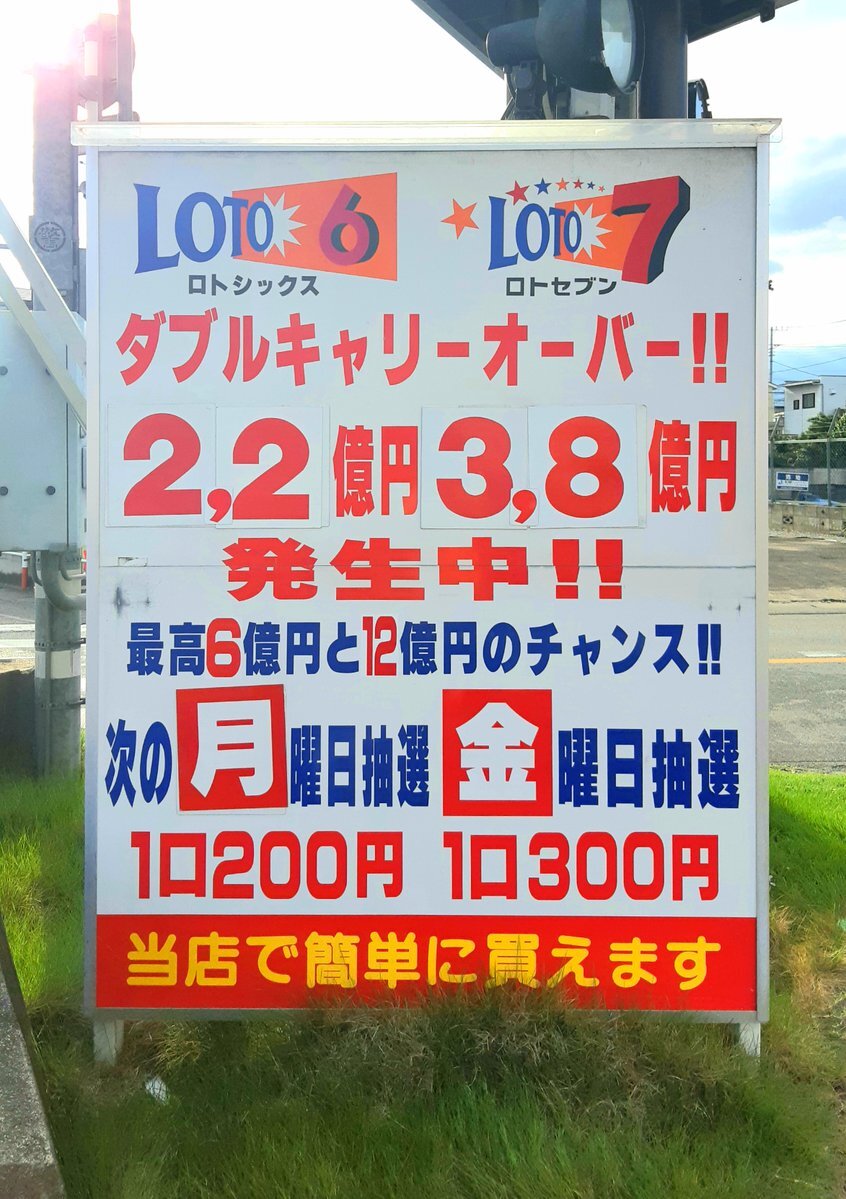 LOTO 6 LOTO 7
ロトシックス ロトセブン
ダブルキャリーオーバー!!
2,2億円 3,8億円
発生中!!
最高6億円と12億円のチャンス!!
次の月曜日抽選 金曜日抽選
1口200円 1口300円
当店で簡単に買えます